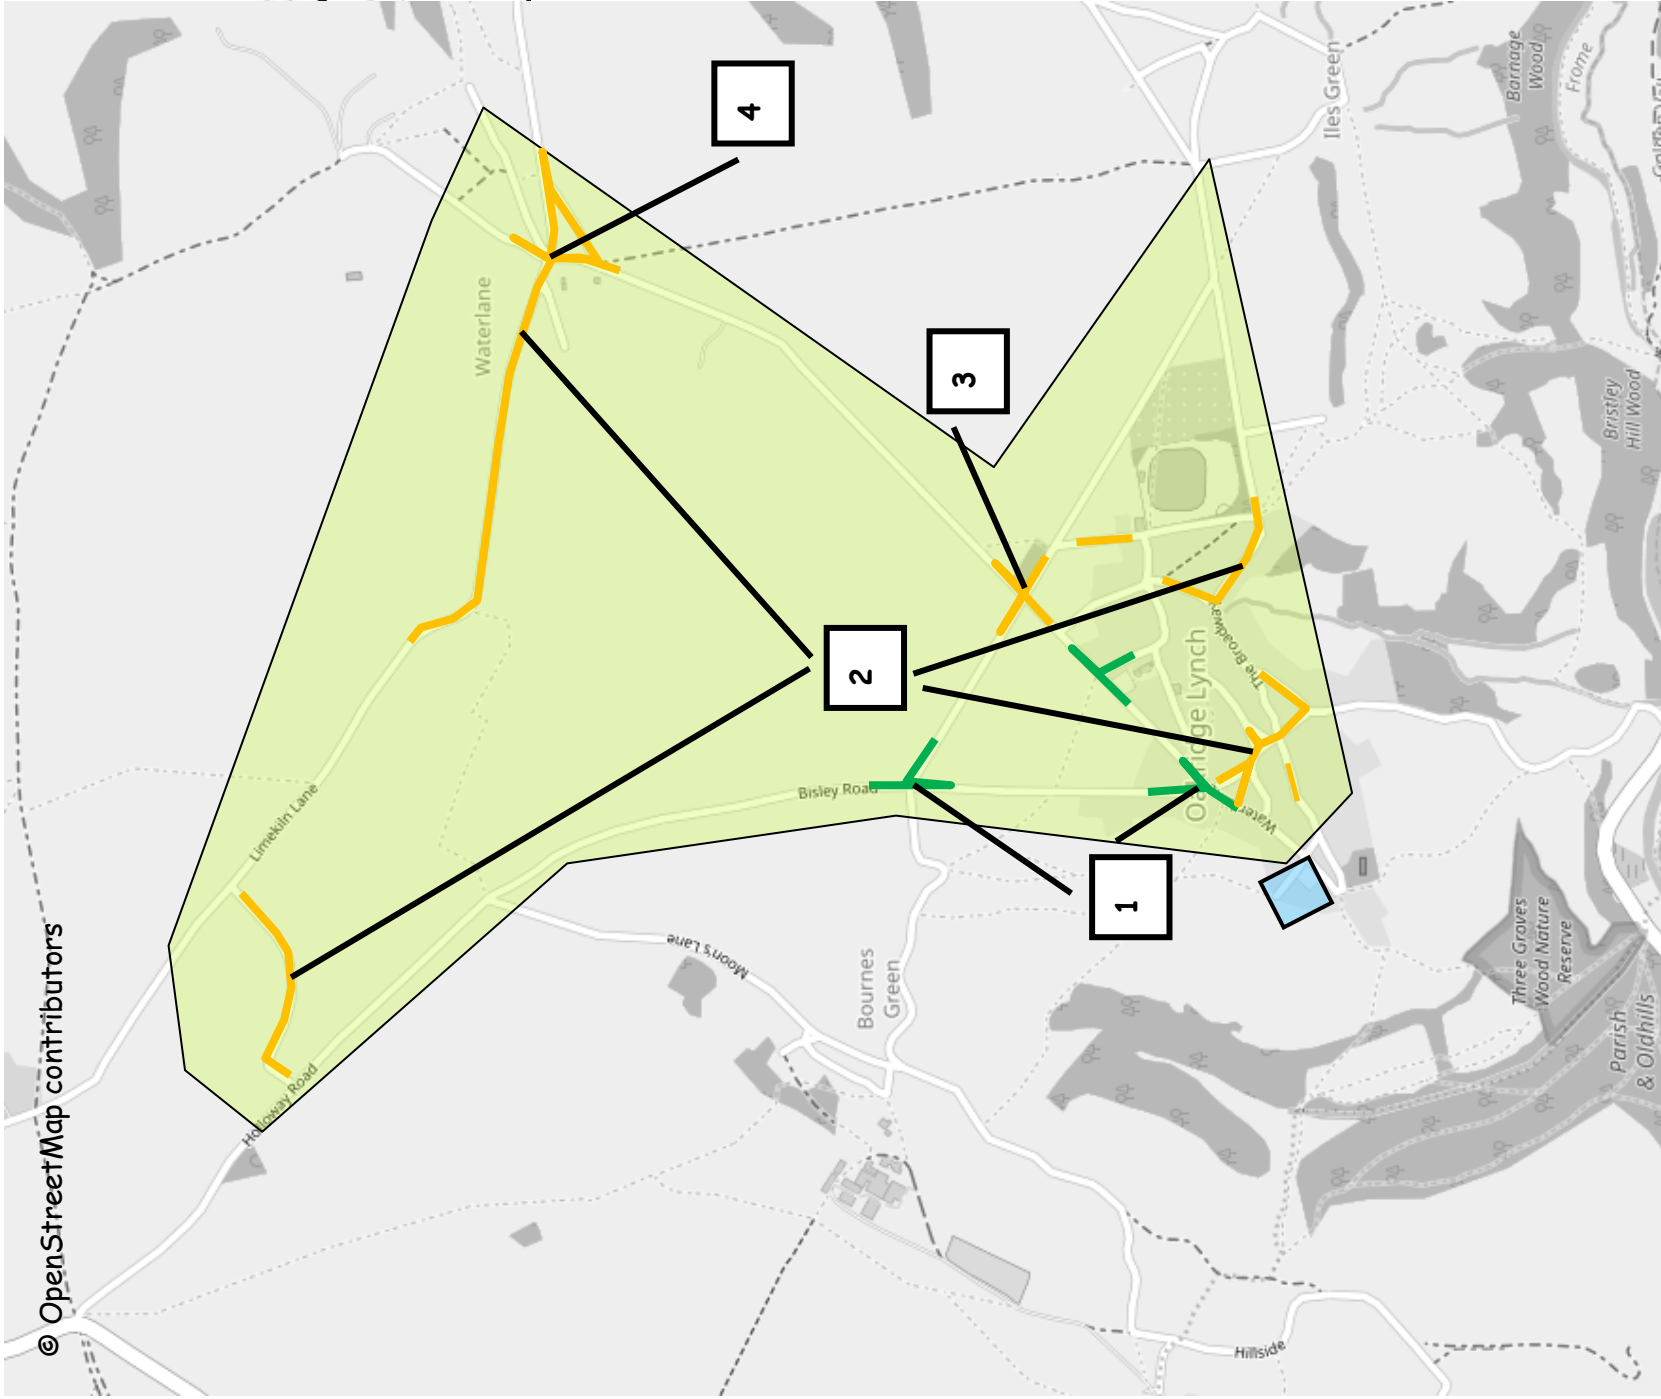 © OpenStreetMap contributors
4
Waterlane
3
2
1
Limekiln Lane
Holloway Road
Bisley Road
Moon's Lane
Bournes
Green
Oakridge Lynch
The Broadway
Water
Iles Green
Barnage
Wood
Frome
Bristley
Hill Wood
Three Groves
Wood Nature
Reserve
Parish
& Oldhills
Hillside